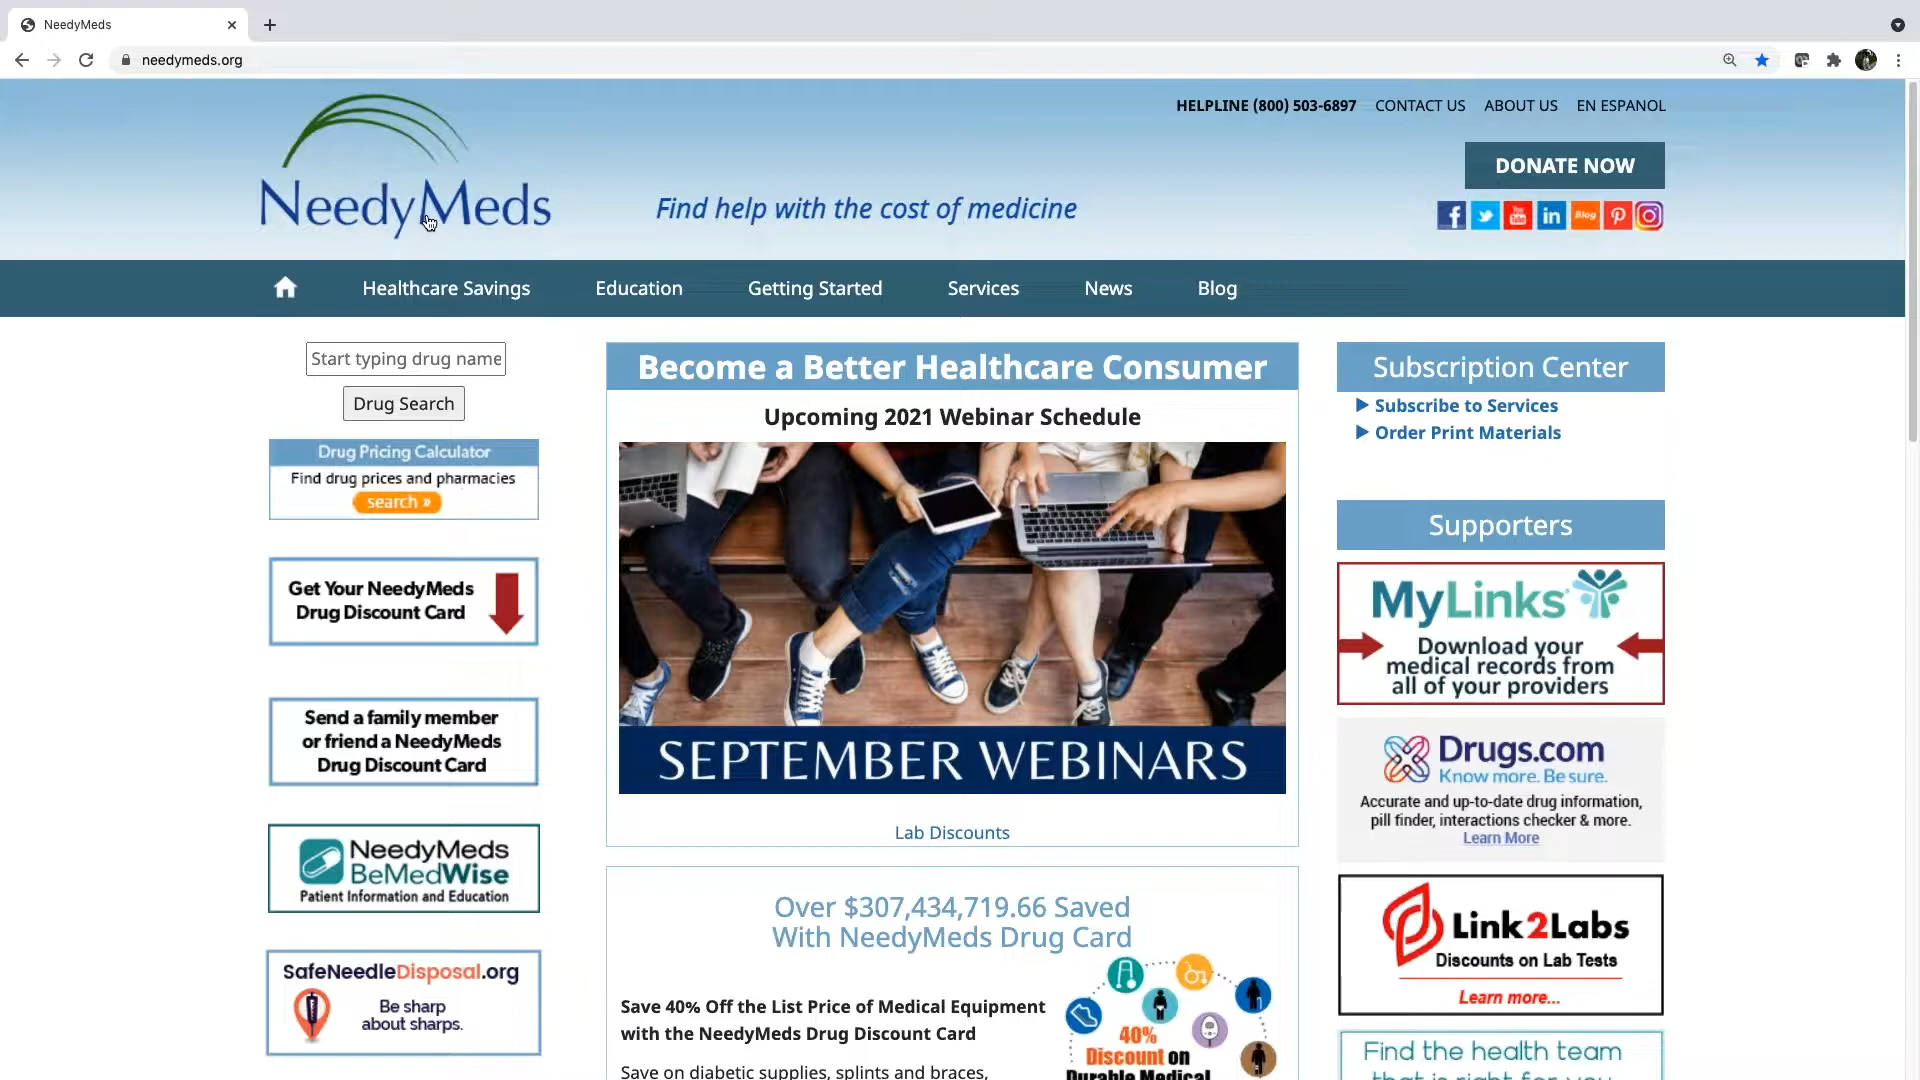 NeedyMeds
needymeds.org
HELPLINE (800) 503-6897 CONTACT US ABOUT US EN ESPANOL
DONATE NOW
NeedyMeds
Find help with the cost of medicine
You Tube
in
Blog
Healthcare Savings Education Getting Started Services News Blog
Start typing drug name
Drug Search
Drug Pricing Calculator
Find drug prices and pharmacies
search »
Get Your NeedyMeds
Drug Discount Card
Send a family member
or friend a NeedyMeds
Drug Discount Card
NeedyMeds
BeMedWise
Patient Information and Education
SafeNeedleDisposal.org
Be sharp
about sharps.
Become a Better Healthcare Consumer
Upcoming 2021 Webinar Schedule
SEPTEMBER WEBINARS
Lab Discounts
Over $307,434,719.66 Saved
With NeedyMeds Drug Card
Save 40% Off the List Price of Medical Equipment
with the NeedyMeds Drug Discount Card
Save on diabetic supplies, splints and braces,
40%
Discount on
Durable Medical
Subscription Center
Subscribe to Services
Order Print Materials
Supporters
MyLinks
Download your
medical records from
all of your providers
Drugs.com
Know more. Be sure.
Accurate and up-to-date drug information,
pill finder, interactions checker & more.
Learn More
Link2Labs
Discounts on Lab Tests
Learn more...
Find the health team
that is right for you